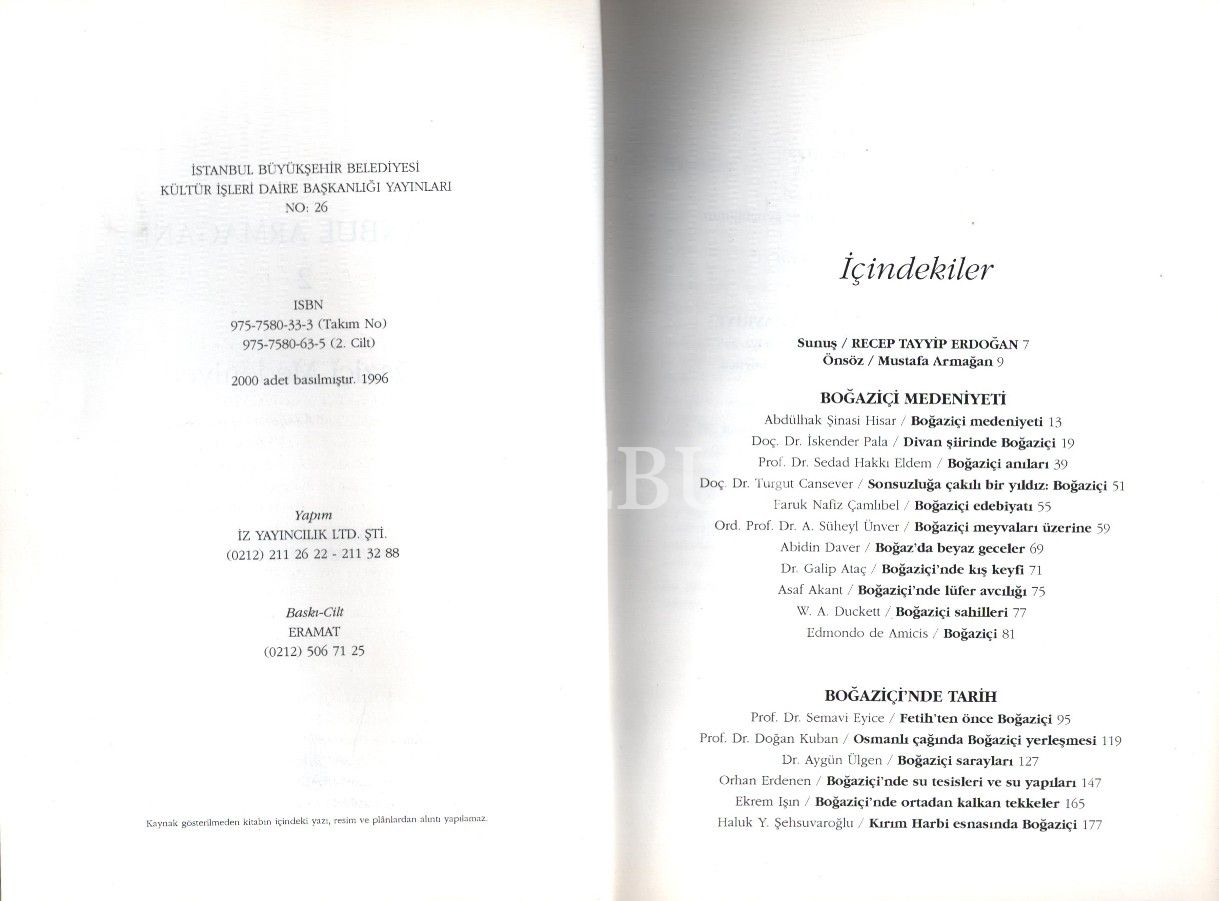 İSTANBUL BÜYÜKŞEHİR BELEDİYESİ
KÜLTÜR İŞLERİ DAİRE BAŞKANLIĞI YAYINLARI
NO: 26
ISBN
975-7580-33-3 (Takım No)
975-7580-63-5 (2. Cilt)
2000 adet basılmıştır. 1996
Yapım
İZ YAYINCILIK LTD. ŞTİ.
(0212) 211 26 22 - 211 32 88
Baskı-Cilt
ERAMAT
(0212) 506 71 25
Kaynak gösterilmeden kitabın içindeki yazı, resim ve plânlardan alıntı yapılamaz.
İçindekiler
Sunuş / RECEP TAYYİP ERDOĞAN 7
Önsöz / Mustafa Armağan 9
BOĞAZİÇİ MEDENİYETİ
Abdülhak Şinasi Hisar / Boğaziçi medeniyeti 13
Doç. Dr. İskender Pala / Divan şiirinde Boğaziçi 19
Prof. Dr. Sedad Hakkı Eldem / Boğaziçi anıları 39
Doç. Dr. Turgut Cansever / Sonsuzluğa çakılı bir yıldız: Boğaziçi 51
Faruk Nafiz Çamlıbel / Boğaziçi edebiyatı 55
Ord. Prof. Dr. A. Süheyl Ünver / Boğaziçi meyvaları üzerine 59
Abidin Daver / Boğaz'da beyaz geceler 69
Dr. Galip Ataç / Boğaziçi'nde kış keyfi 71
Asaf Akant / Boğaziçi'nde lüfer avcılığı 75
W. A. Duckett / Boğaziçi sahilleri 77
Edmondo de Amicis / Boğaziçi 81
BOĞAZİÇİ'NDE TARİH
Prof. Dr. Semavi Eyice / Fetih'ten önce Boğaziçi 95
Prof. Dr. Doğan Kuban / Osmanlı çağında Boğaziçi yerleşmesi 119
Dr. Aygün Ülgen / Boğaziçi sarayları 127
Orhan Erdenen / Boğaziçi'nde su tesisleri ve su yapıları 147
Ekrem Işın / Boğaziçi'nde ortadan kalkan tekkeler 165
Haluk Y. Şehsuvaroğlu / Kırım Harbi esnasında Boğaziçi 177